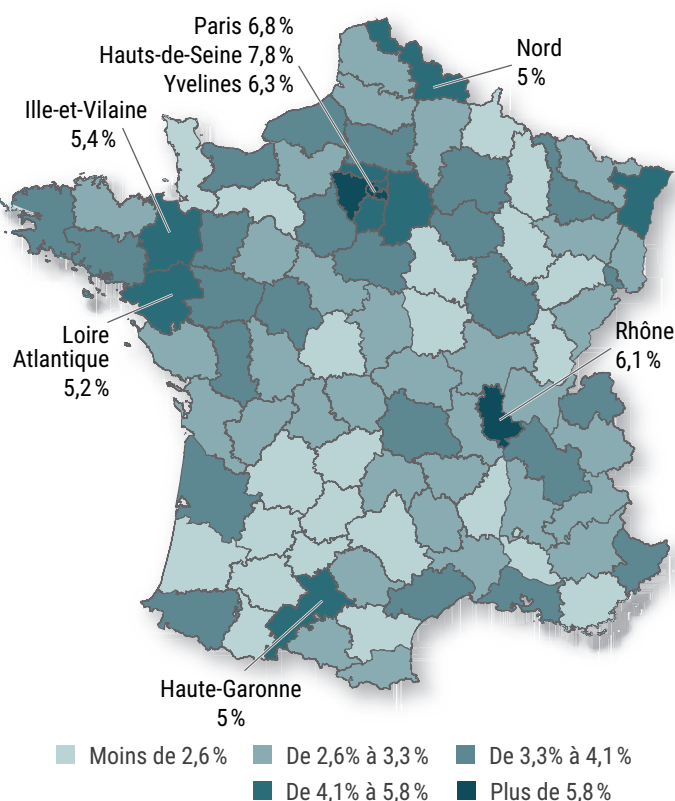 Paris 6,8 %
Hauts-de-Seine 7,8 %
Yvelines 6,3 %
Nord
5 %
Ille-et-Vilaine
5,4 %
Loire
Atlantique
5,2 %
Rhône
6,1 %
Haute-Garonne
5 %
Moins de 2,6 %
De 2,6% à 3,3 %
De 3,3% à 4,1 %
De 4,1% à 5,8 %
Plus de 5,8 %